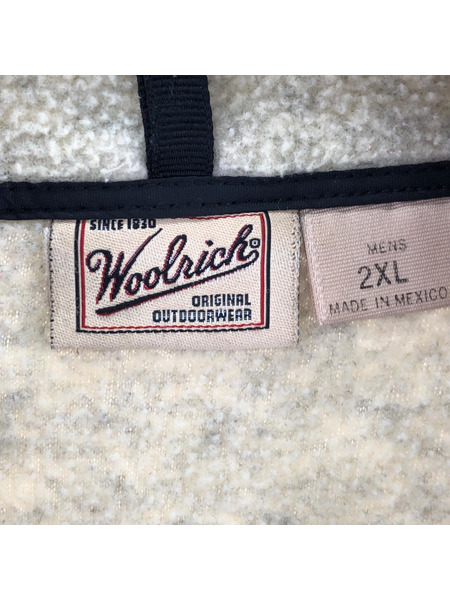 SINCE 1830
Woolrich®
ORIGINAL
OUTDOORWEAR
MENS
2XL
MADE IN MEXICO